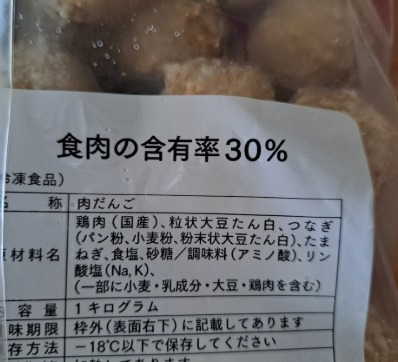 食肉の含有率30%
冷凍食品)
名 称 肉だんご
原材料名 鶏肉(国産)、粒状大豆たん白、つなぎ
(パン粉、小麦粉、粉末状大豆たん白)、たま
ねぎ、食塩、砂糖/調味料(アミノ酸)、リン
酸塩(Na,K)、
(一部に小麦・乳成分・大豆・鶏肉を含む)
容量 1キログラム
味期限 枠外(表面右下)に記載してあります
存方法 −18℃以下で保存してください